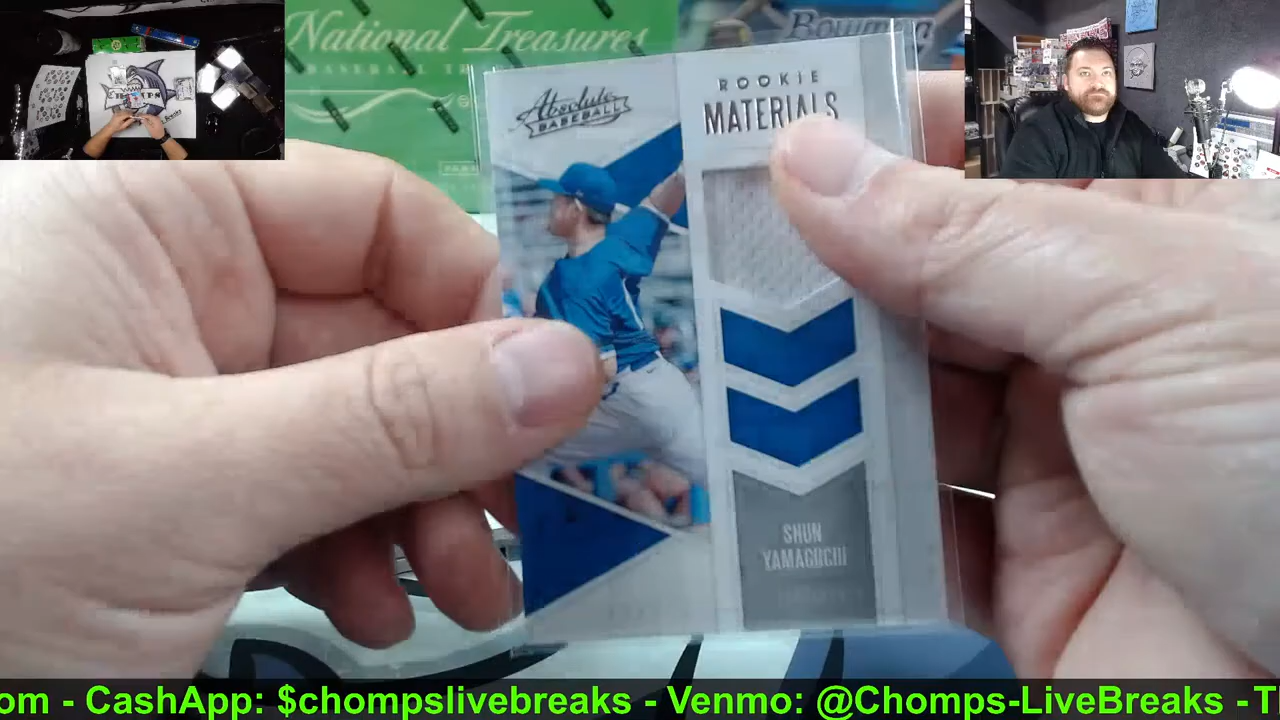 National Treasures
Bowman
Absolute
BASEBALL
ROOKIE
MATERIALS
SHUN
YAMAGUCHI
om - CashApp: $chompslivebreaks - Venmo: @Chomps-LiveBreaks -T